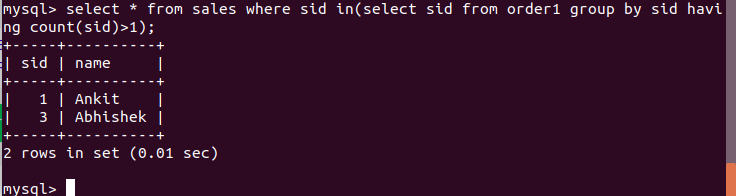 mysql> select * from sales where sid in(select sid from order1 group by sid havi
ng count(sid)>1);
+-----+----------+
| sid | name     |
+-----+----------+
|   1 | Ankit    |
|   3 | Abhishek |
+-----+----------+
2 rows in set (0.01 sec)
mysql>